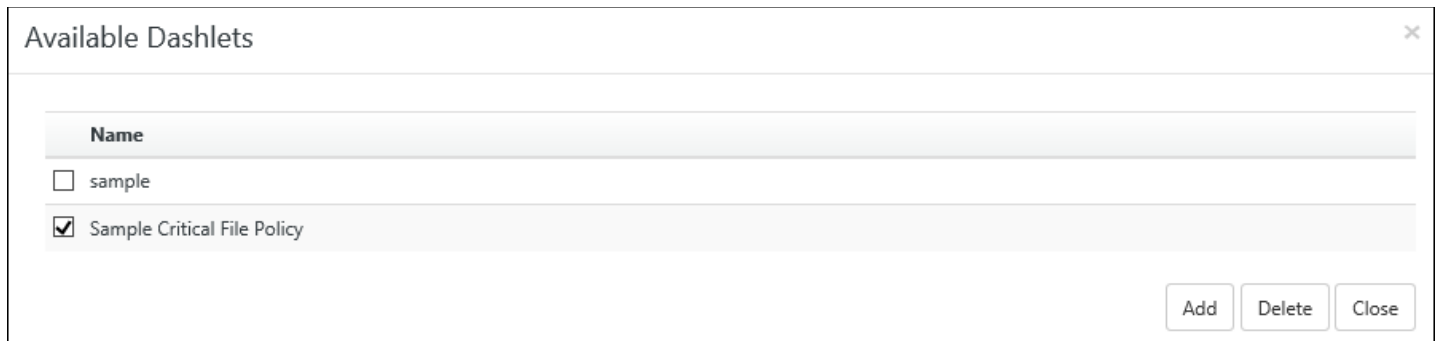 Available Dashlets
Name
sample
Sample Critical File Policy
Add Delete Close